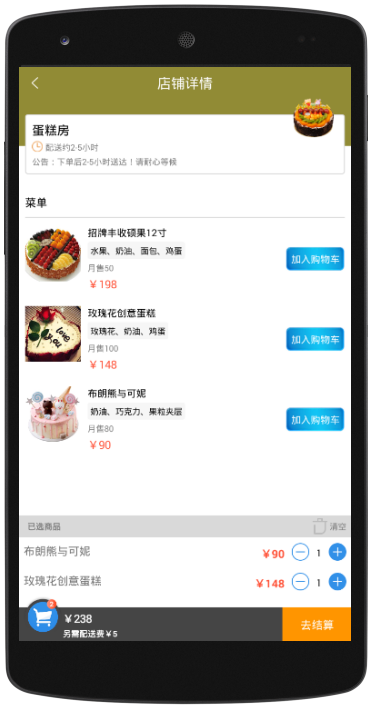 店铺详情
蛋糕房
配送约2-5小时
公告：下单后2-5小时送达！请耐心等候
菜单
招牌丰收硕果12寸
水果、奶油、面包、鸡蛋
月售50
￥198
加入购物车
玫瑰花创意蛋糕
玫瑰花、奶油、鸡蛋
月售100
￥148
加入购物车
布朗熊与可妮
奶油、巧克力、果粒夹层
月售80
￥90
加入购物车
已选商品 清空
布朗熊与可妮 ￥90 1
玫瑰花创意蛋糕 ￥148 1
2
￥238
另需配送费￥5
去结算